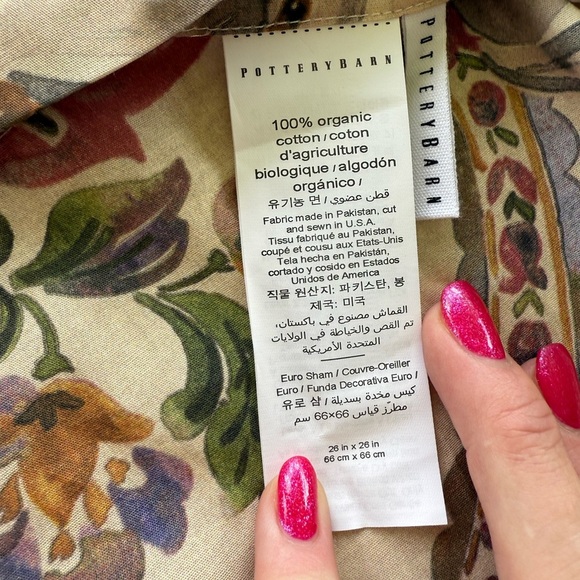 POTTERYBARN
100% organic
cotton / coton
d'agriculture
biologique / algodón
orgánico /
유기농 면 / قطن عضوي
Fabric made in Pakistan, cut
and sewn in U.S.A.
Tissu fabriqué au Pakistan,
coupé et cousu aux Etats-Unis
Tela hecha en Pakistán,
cortado y cosido en Estados
Unidos de America
직물 원산지: 파키스탄, 봉
제국: 미국
القماش مصنوع في باكستان،
تم القص والخياطة في الولايات
المتحدة الأمريكية
Euro Sham / Couvre-Oreiller
Euro / Funda Decorativa Euro /
유로 샴 / كيس مخدة بسديلة
مطرّز قياس 66×66 سم
26 in x 26 in
66 cm x 66 cm
POTTERYBARN